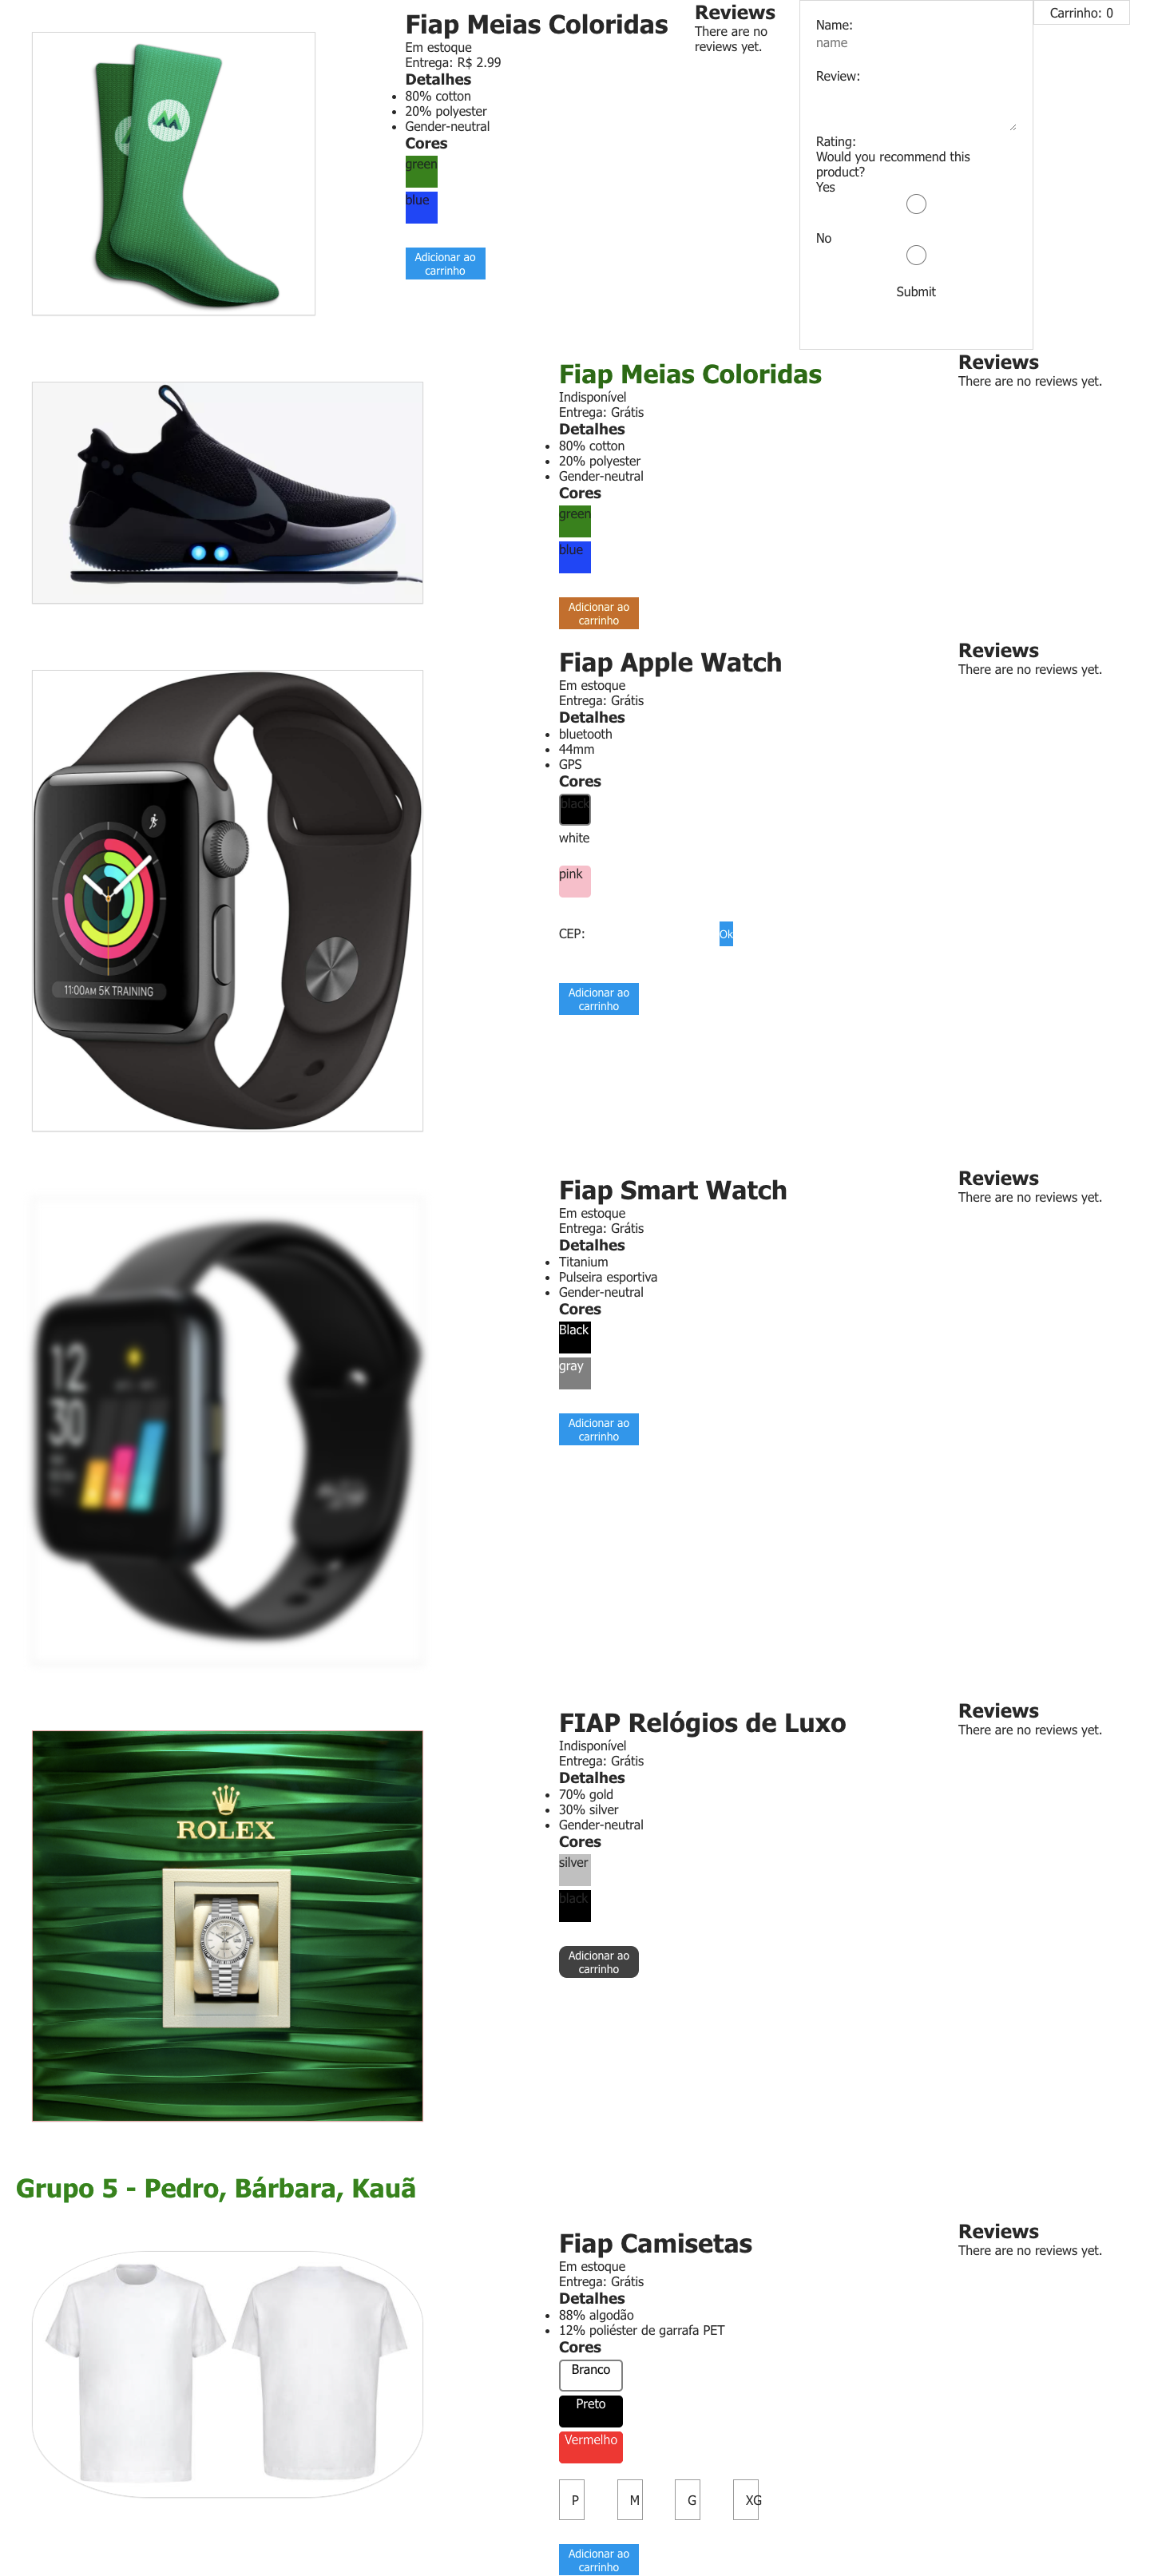 Fiap Meias Coloridas
Em estoque
Entrega: R$ 2.99
Detalhes
80% cotton
20% polyester
Gender-neutral
Cores
green
blue
Adicionar ao
carrinho
Reviews
There are no
reviews yet.
Name:
name
Review:
Rating:
Would you recommend this
product?
Yes
No
Submit
Carrinho: 0
Fiap Meias Coloridas
Indisponível
Entrega: Grátis
Detalhes
80% cotton
20% polyester
Gender-neutral
Cores
green
blue
Adicionar ao
carrinho
Reviews
There are no reviews yet.
11:00AM 5K TRAINING
Fiap Apple Watch
Em estoque
Entrega: Grátis
Detalhes
bluetooth
44mm
GPS
Cores
black
white
pink
CEP:
Ok
Adicionar ao
carrinho
Reviews
There are no reviews yet.
12
30
Fiap Smart Watch
Em estoque
Entrega: Grátis
Detalhes
Titanium
Pulseira esportiva
Gender-neutral
Cores
Black
gray
Adicionar ao
carrinho
Reviews
There are no reviews yet.
ROLEX
FIAP Relógios de Luxo
Indisponível
Entrega: Grátis
Detalhes
70% gold
30% silver
Gender-neutral
Cores
silver
black
Adicionar ao
carrinho
Reviews
There are no reviews yet.
Grupo 5 - Pedro, Bárbara, Kauã
Fiap Camisetas
Em estoque
Entrega: Grátis
Detalhes
88% algodão
12% poliéster de garrafa PET
Cores
Branco
Preto
Vermelho
P
M
G
XG
Adicionar ao
carrinho
Reviews
There are no reviews yet.